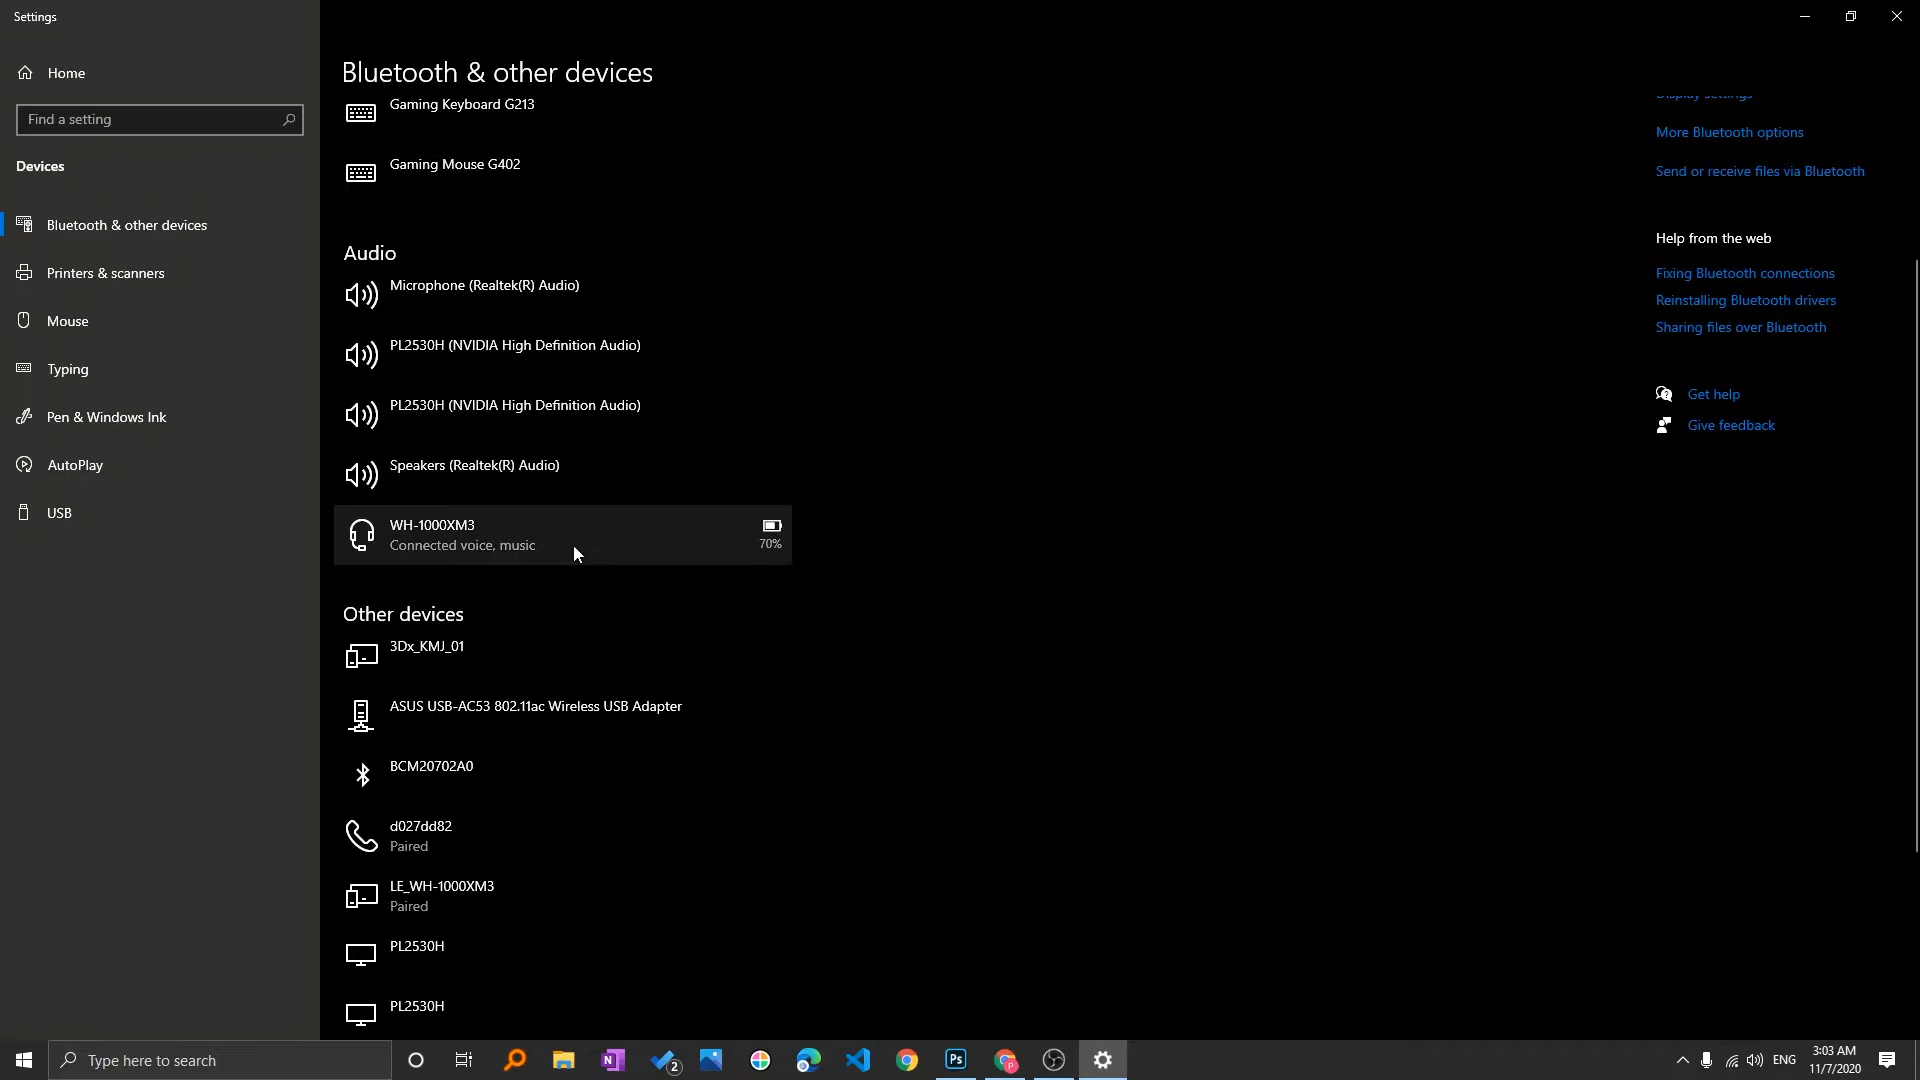 Settings
Home
Find a setting
Devices
Bluetooth & other devices
Printers & scanners
Mouse
Typing
Pen & Windows Ink
AutoPlay
USB
Bluetooth & other devices
Gaming Keyboard G213
Gaming Mouse G402
Audio
Microphone (Realtek(R) Audio)
PL2530H (NVIDIA High Definition Audio)
PL2530H (NVIDIA High Definition Audio)
Speakers (Realtek(R) Audio)
WH-1000XM3
Connected voice, music
70%
Other devices
3Dx_KMJ_01
ASUS USB-AC53 802.11ac Wireless USB Adapter
BCM20702A0
d027dd82
Paired
LE_WH-1000XM3
Paired
PL2530H
PL2530H
Display settings
More Bluetooth options
Send or receive files via Bluetooth
Help from the web
Fixing Bluetooth connections
Reinstalling Bluetooth drivers
Sharing files over Bluetooth
Get help
Give feedback
Type here to search
N
2
Ps
P
ENG
3:03 AM
11/7/2020